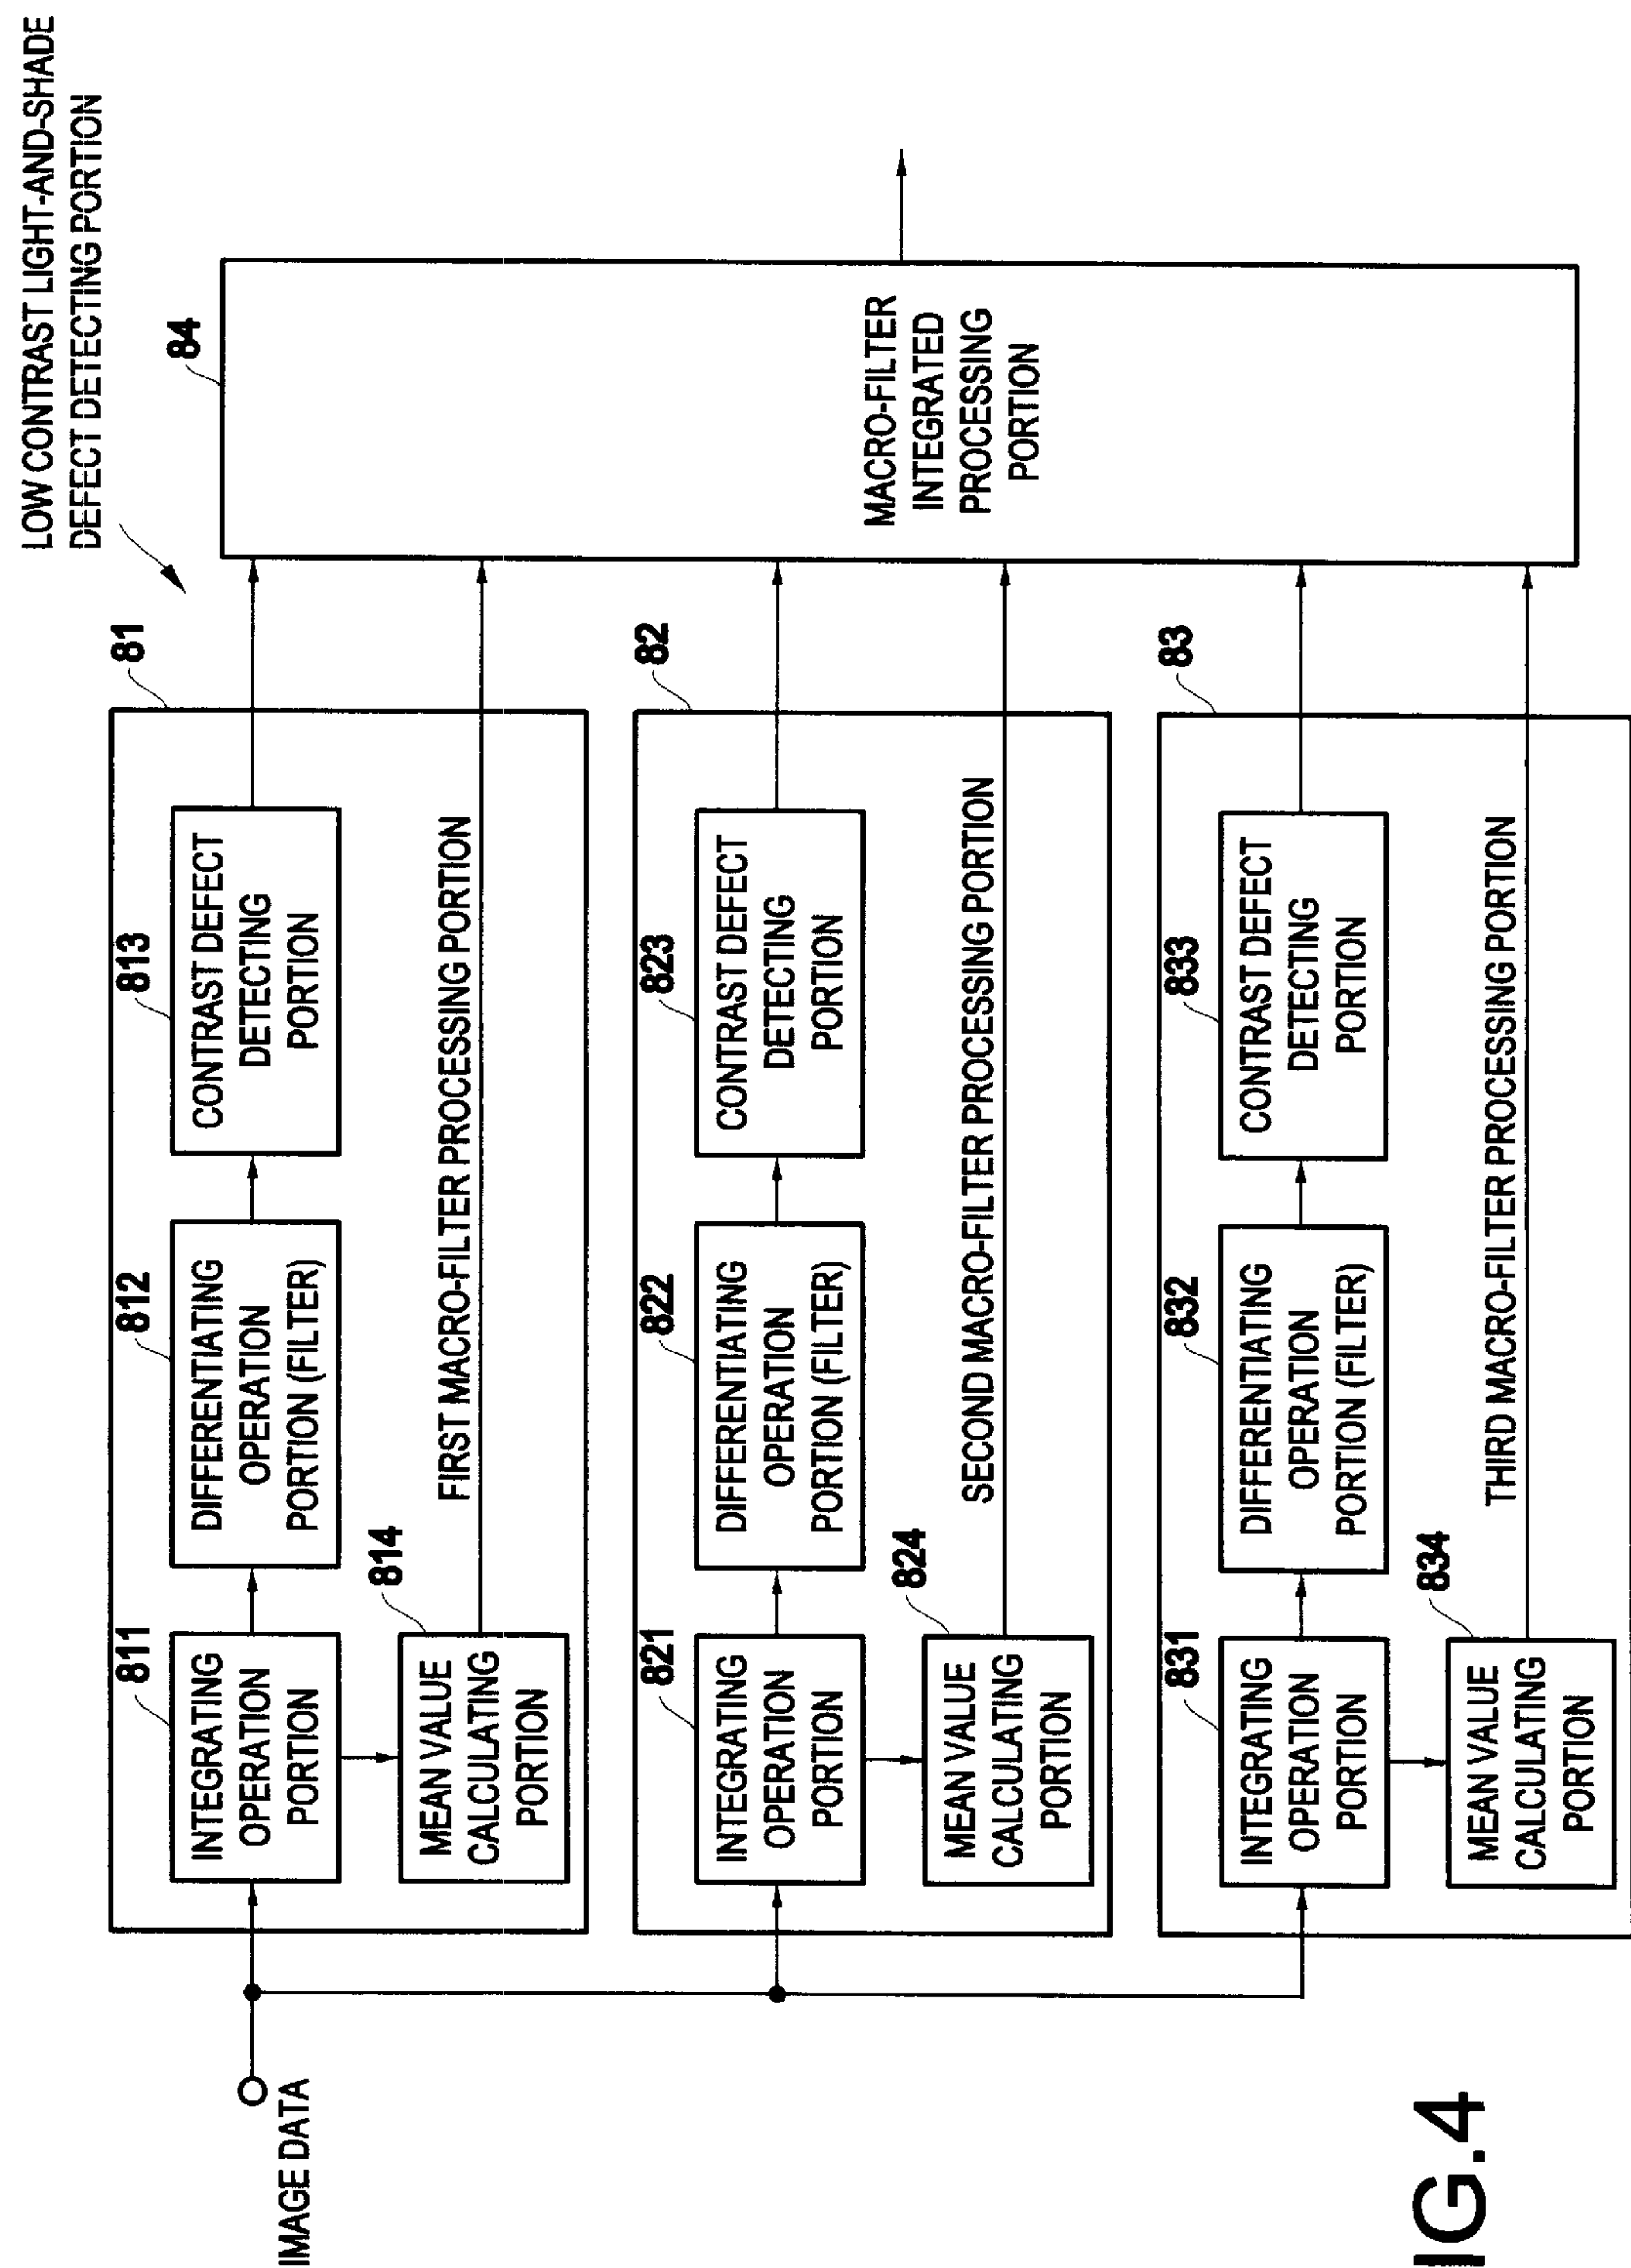 LOW CONTRAST LIGHT-AND-SHADE
DEFECT DETECTING PORTION
84
MACRO-FILTER
INTEGRATED
PROCESSING
PORTION
IMAGE DATA
81
811
INTEGRATING
OPERATION
PORTION
812
DIFFERENTIATING
OPERATION
PORTION (FILTER)
813
CONTRAST DEFECT
DETECTING
PORTION
814
MEAN VALUE
CALCULATING
PORTION
FIRST MACRO-FILTER PROCESSING PORTION
82
821
INTEGRATING
OPERATION
PORTION
822
DIFFERENTIATING
OPERATION
PORTION (FILTER)
823
CONTRAST DEFECT
DETECTING
PORTION
824
MEAN VALUE
CALCULATING
PORTION
SECOND MACRO-FILTER PROCESSING PORTION
83
831
INTEGRATING
OPERATION
PORTION
832
DIFFERENTIATING
OPERATION
PORTION (FILTER)
833
CONTRAST DEFECT
DETECTING
PORTION
834
MEAN VALUE
CALCULATING
PORTION
THIRD MACRO-FILTER PROCESSING PORTION
IG.4